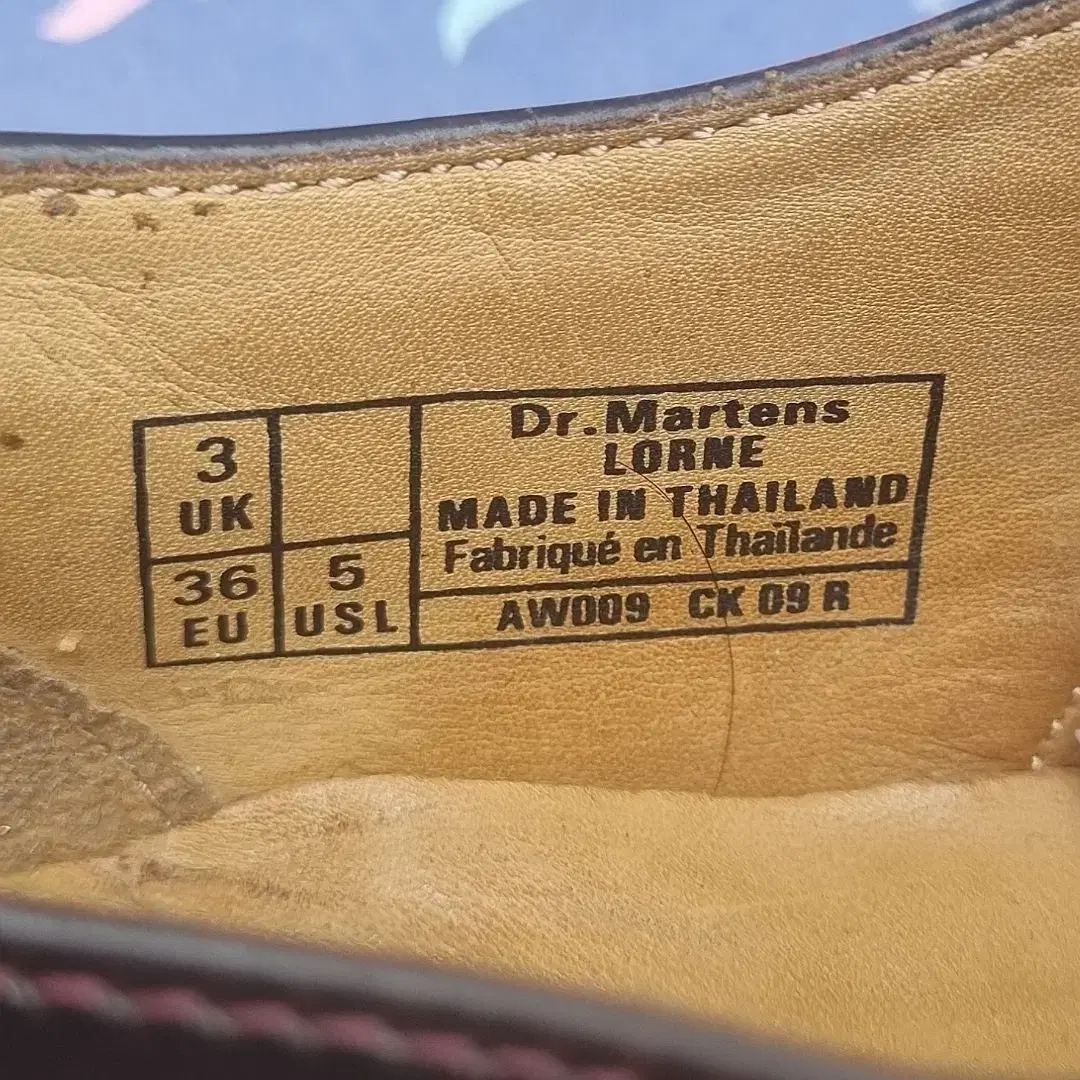 3
UK
36
EU
5
USL
Dr.Martens
LORNE
MADE IN THAILAND
Fabriqué en Thaïlande
AW009 CK 09 R